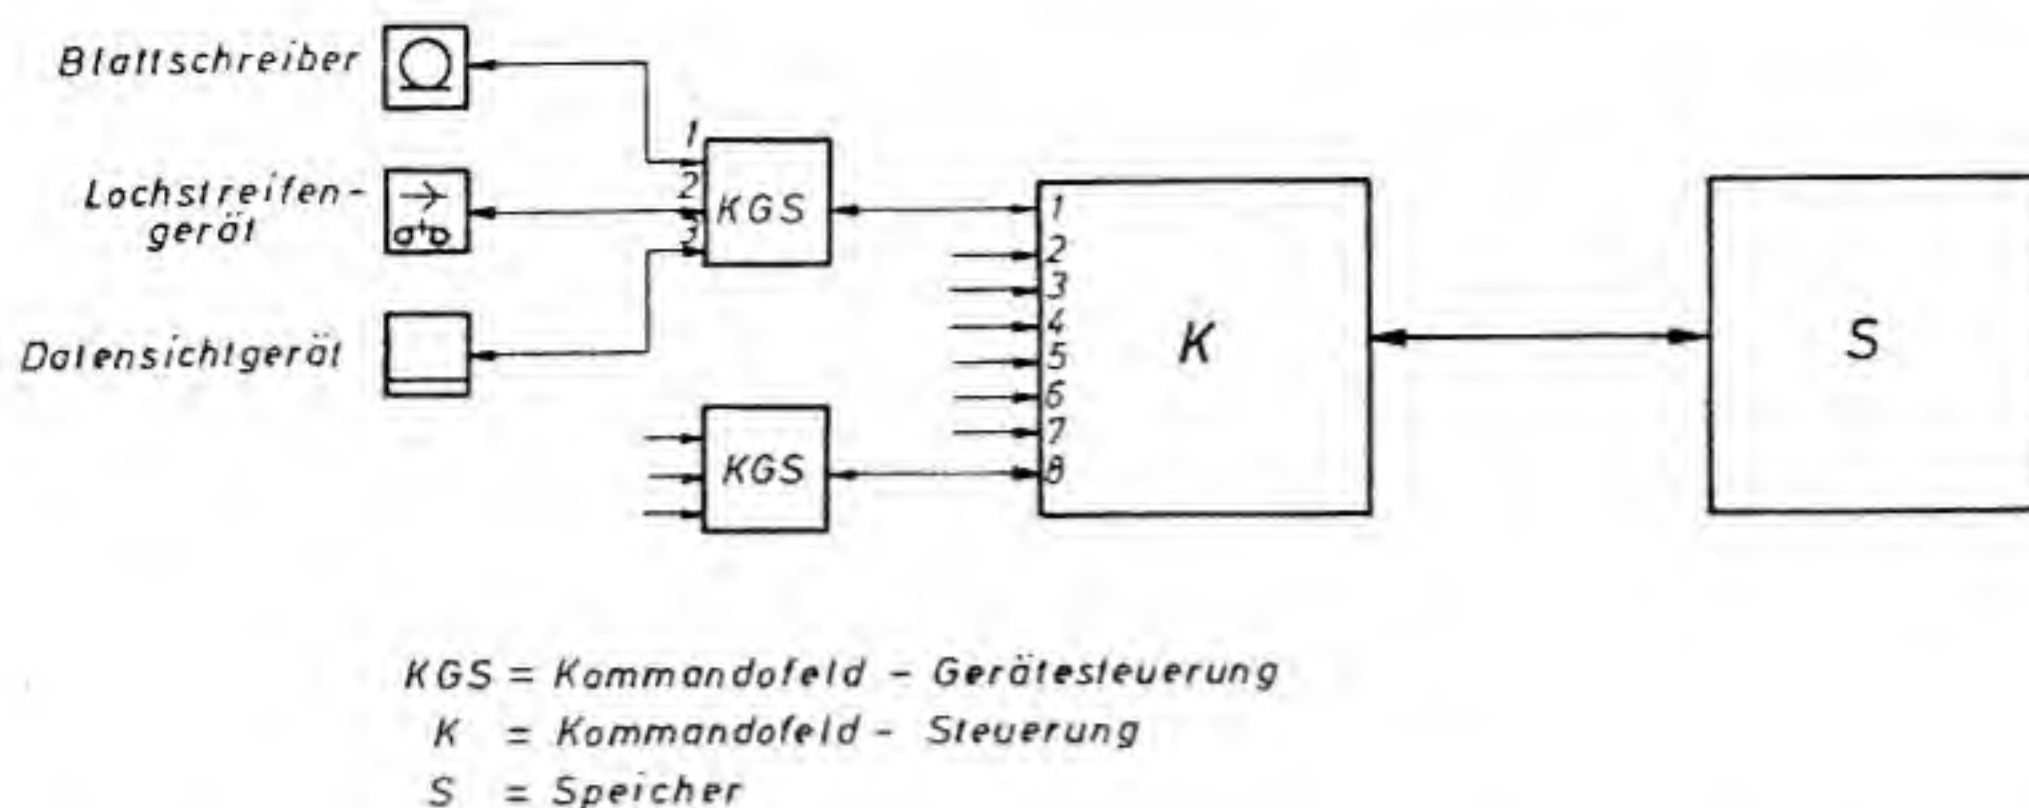 Blattschreiber
Lochstreifen-
gerät
Datensichtgerät
1
2
3
KGS
KGS
1
2
3
4
5
6
7
8
K
S
KGS = Kommandofeld - Gerätesteuerung
K = Kommandofeld - Steuerung
S = Speicher